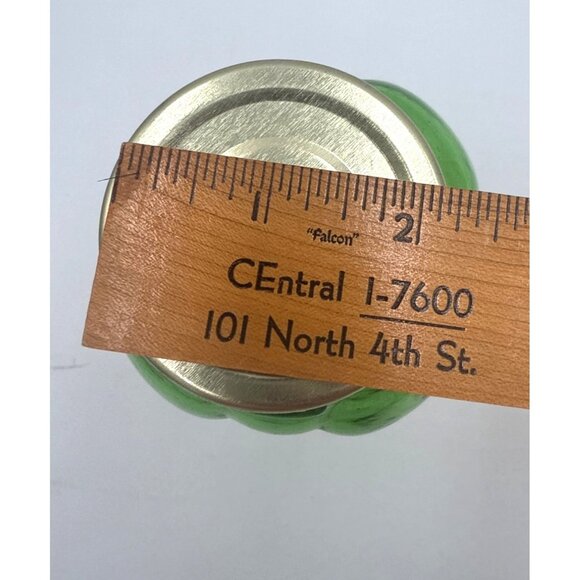 1 2
"Falcon"
CEntral 1-7600
101 North 4th St.